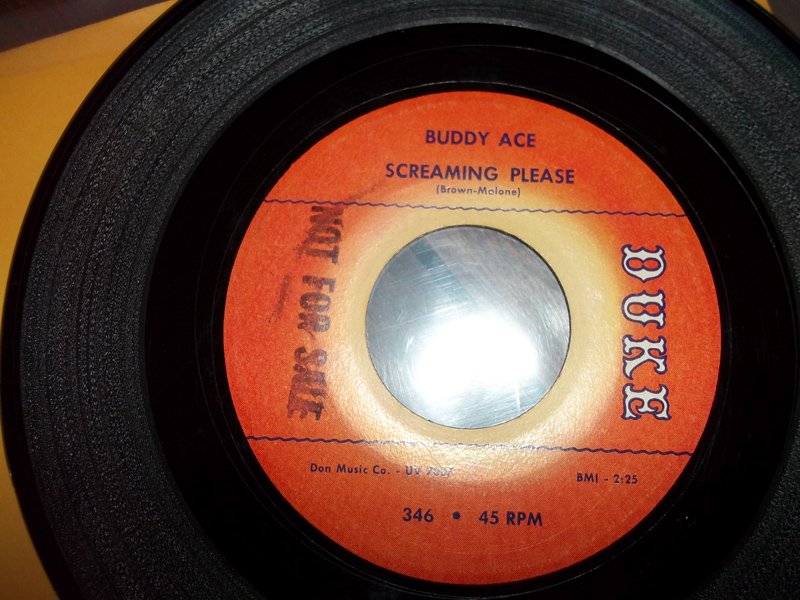 BUDDY ACE
SCREAMING PLEASE
(Brown-Malone)
NOT FOR SALE
DUKE
Don Music Co. - UV
BMI - 2:25
346 • 45 RPM